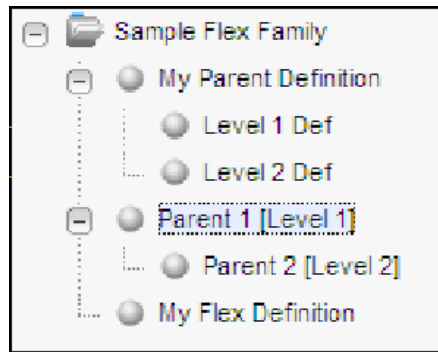 Sample Flex Family
My Parent Definition
Level 1 Def
Level 2 Def
Parent 1 [Level 1]
Parent 2 [Level 2]
My Flex Definition